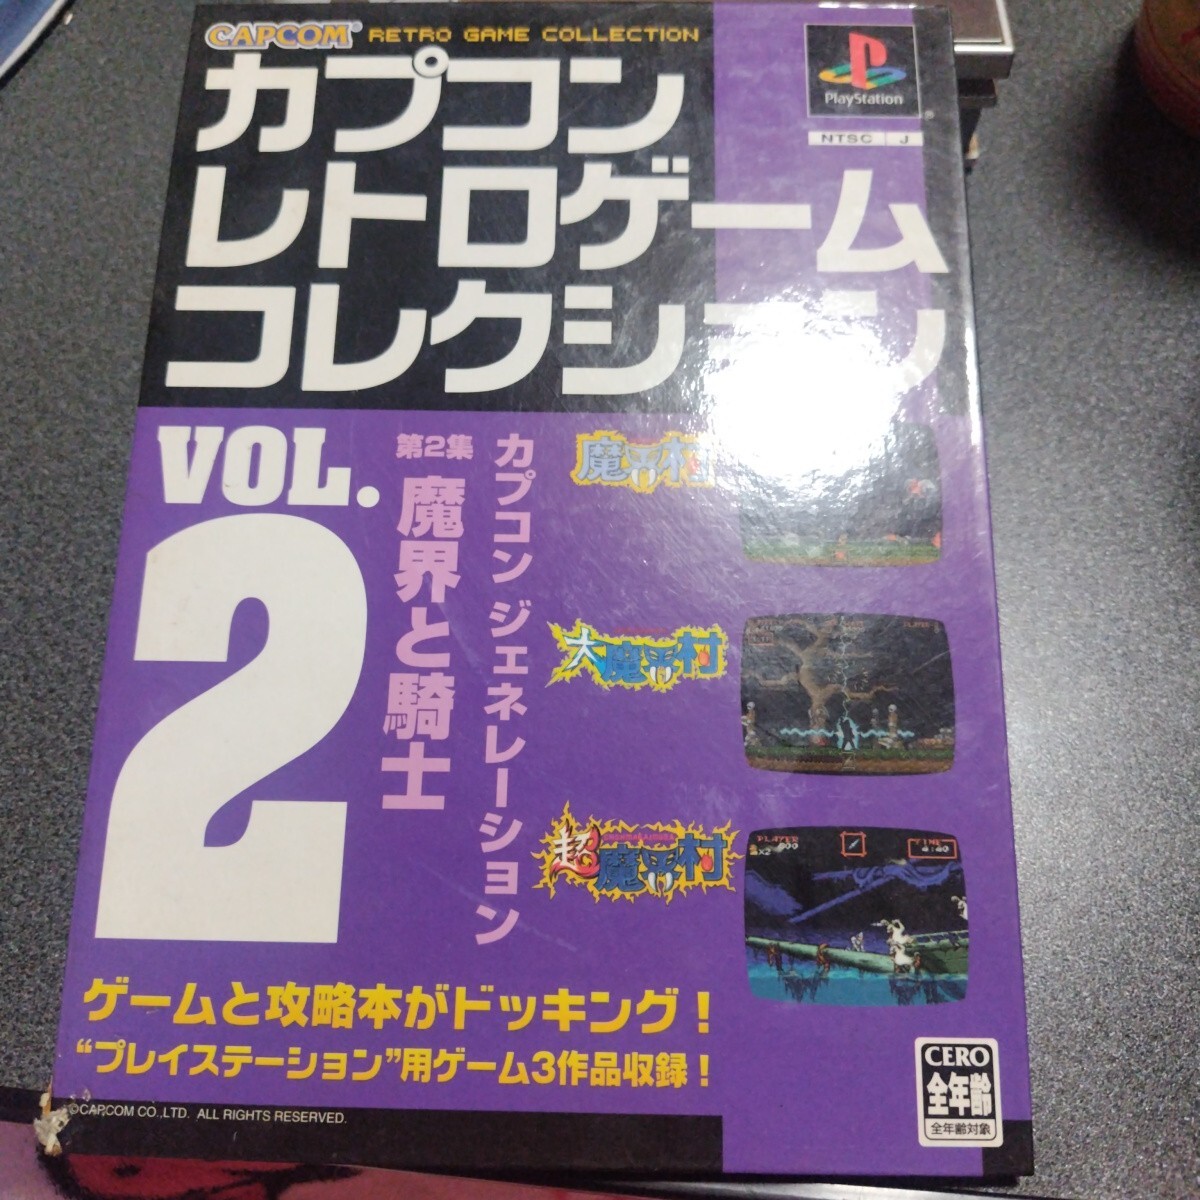 CAPCOM RETRO GAME COLLECTION
カプコン
レトロゲーム
コレクション
PlayStation
NTSC J
VOL.
2
カプコン ジェネレーション
第2集
魔界と騎士
魔界村
大魔界村
超魔界村
PLAYER
x2
TIME
ゲームと攻略本がドッキング！
“プレイステーション”用ゲーム3作品収録！
©CAPCOM CO.,LTD. ALL RIGHTS RESERVED.
CERO
全年齢
全年齢対象